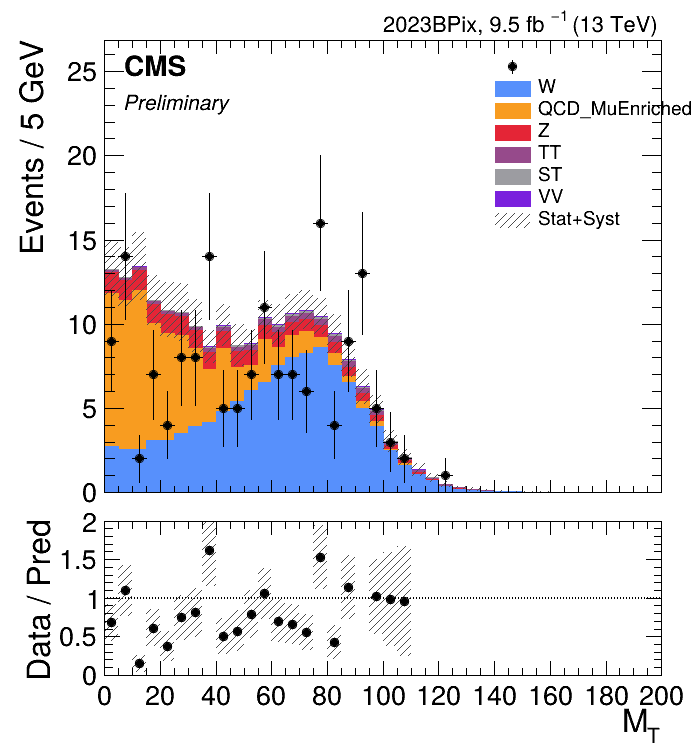 2023BPix, 9.5 fb⁻¹ (13 TeV)
Events / 5 GeV
CMS
Preliminary
W
QCD_MuEnriched
Z
TT
ST
VV
Stat+Syst
25
20
15
10
5
0
Data / Pred
2
1.5
1
0.5
0
0 20 40 60 80 100 120 140 160 180 200
M_T